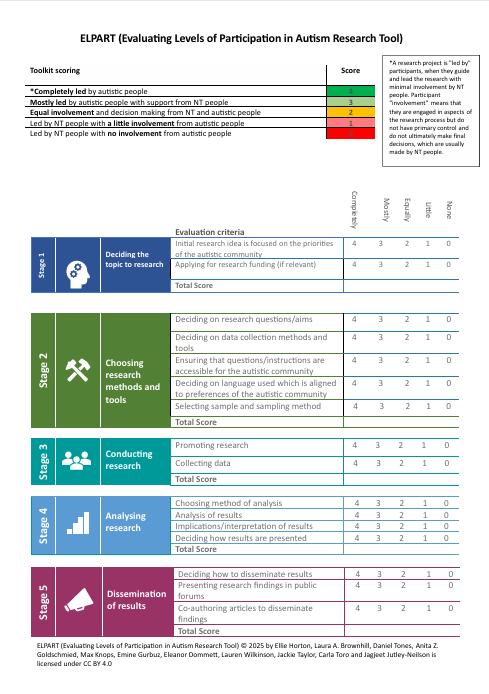 ELPART (Evaluating Levels of Participation in Autism Research Tool)
Toolkit scoring Score
*Completely led by autistic people 4
Mostly led by autistic people with support from NT people 3
Equal involvement and decision making from NT and autistic people 2
Led by NT people with a little involvement from autistic people 1
Led by NT people with no involvement from autistic people
*A research project is "led by"
participants, when they guide
and lead the research with
minimal involvement by NT
people. Participant
"involvement" means that
they are engaged in aspects of
the research process but do
not have primary control and
do not ultimately make final
decisions, which are usually
made by NT people.
Completely Mostly Equally Little None
Evaluation criteria
Stage 1
Deciding the
topic to research
Initial research idea is focused on the priorities
of the autistic community
4 3 2 1 0
Applying for research funding (if relevant) 4 3 2 1 0
Total Score
Stage 2
Choosing
research
methods and
tools
Deciding on research questions/aims 4 3 2 1 0
Deciding on data collection methods and
tools
4 3 2 1 0
Ensuring that questions/instructions are
accessible for the autistic community
4 3 2 1 0
Deciding on language used which is aligned
to preferences of the autistic community
4 3 2 1 0
Selecting sample and sampling method 4 3 2 1 0
Total Score
Stage 3
Conducting
research
Promoting research 4 3 2 1 0
Collecting data 4 3 2 1 0
Total Score
Stage 4
Analysing
research
Choosing method of analysis 4 3 2 1 0
Analysis of results 4 3 2 1 0
Implications/interpretation of results 4 3 2 1 0
Deciding how results are presented 4 3 2 1 0
Total Score
Stage 5
Dissemination
of results
Deciding how to disseminate results 4 3 2 1 0
Presenting research findings in public
forums
4 3 2 1 0
Co-authoring articles to disseminate
findings
4 3 2 1 0
Total Score
ELPART (Evaluating Levels of Participation in Autism Research Tool) © 2025 by Ellie Horton, Laura A. Brownhill, Daniel Tones, Anita Z.
Goldschmied, Max Knops, Emine Gurbuz, Eleanor Dommett, Lauren Wilkinson, Jackie Taylor, Carla Toro and Jagjeet Jutley-Neilson is
licensed under CC BY 4.0